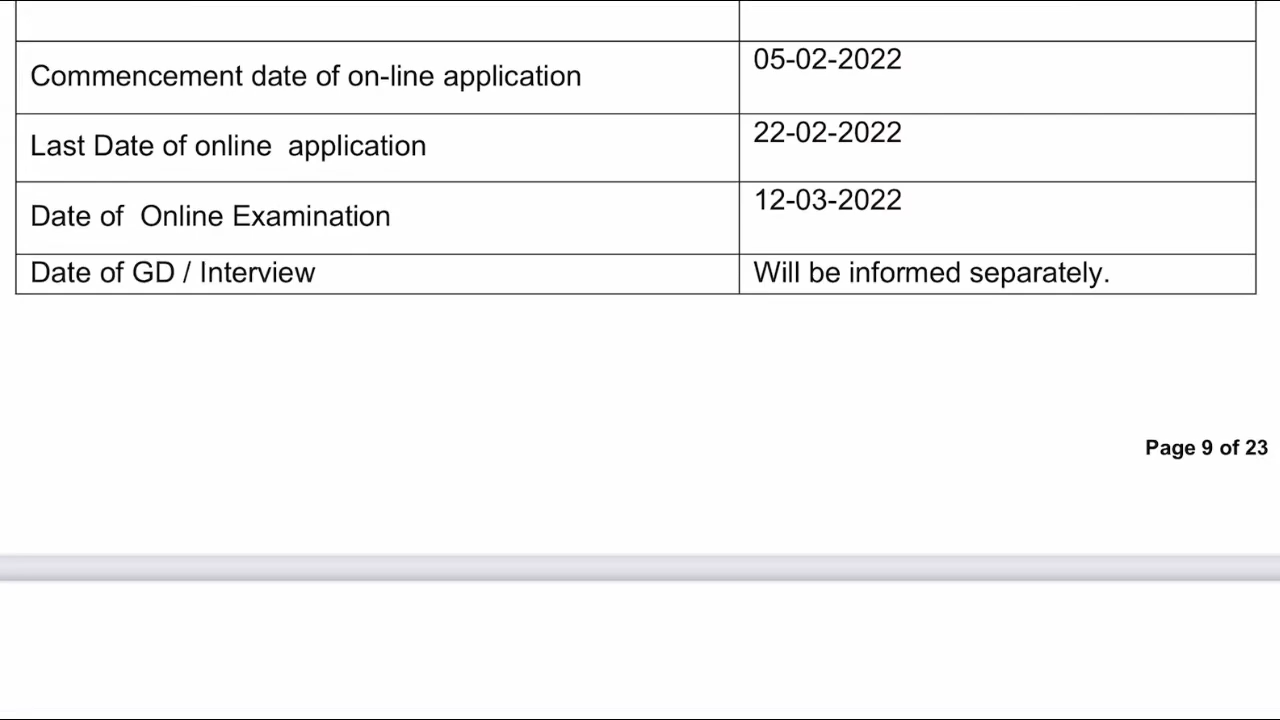 Commencement date of on-line application 05-02-2022
Last Date of online  application 22-02-2022
Date of  Online Examination 12-03-2022
Date of GD / Interview Will be informed separately.
Page 9 of 23